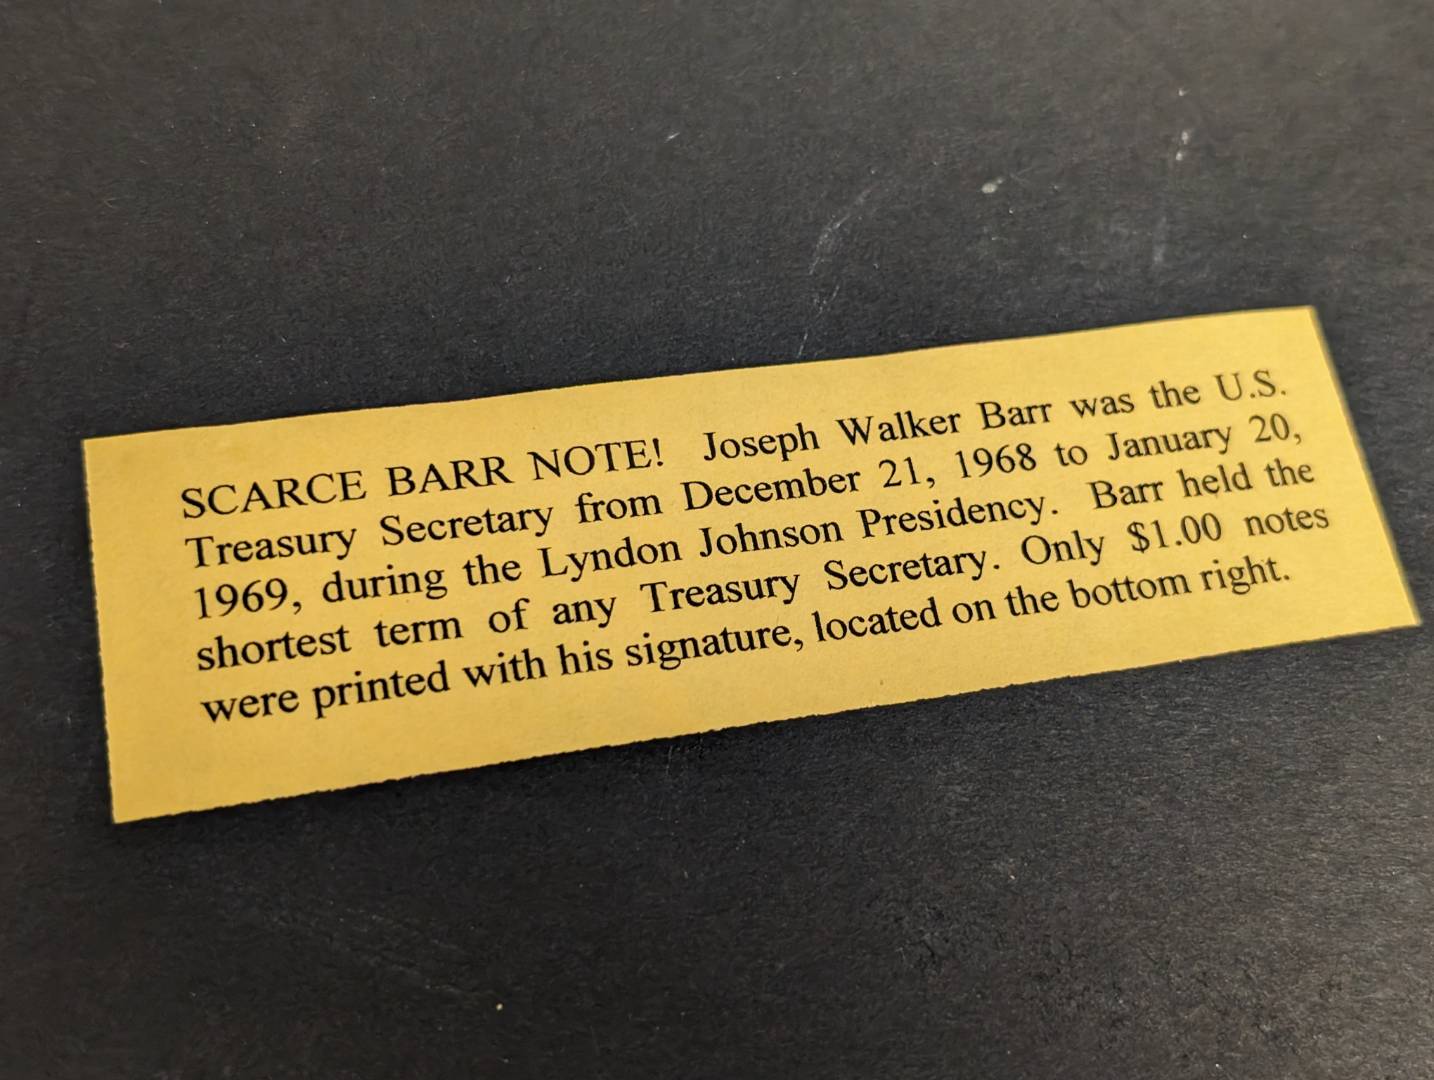 SCARCE BARR NOTE! Joseph Walker Barr was the U.S.
Treasury Secretary from December 21, 1968 to January 20,
1969, during the Lyndon Johnson Presidency. Barr held the
shortest term of any Treasury Secretary. Only $1.00 notes
were printed with his signature, located on the bottom right.